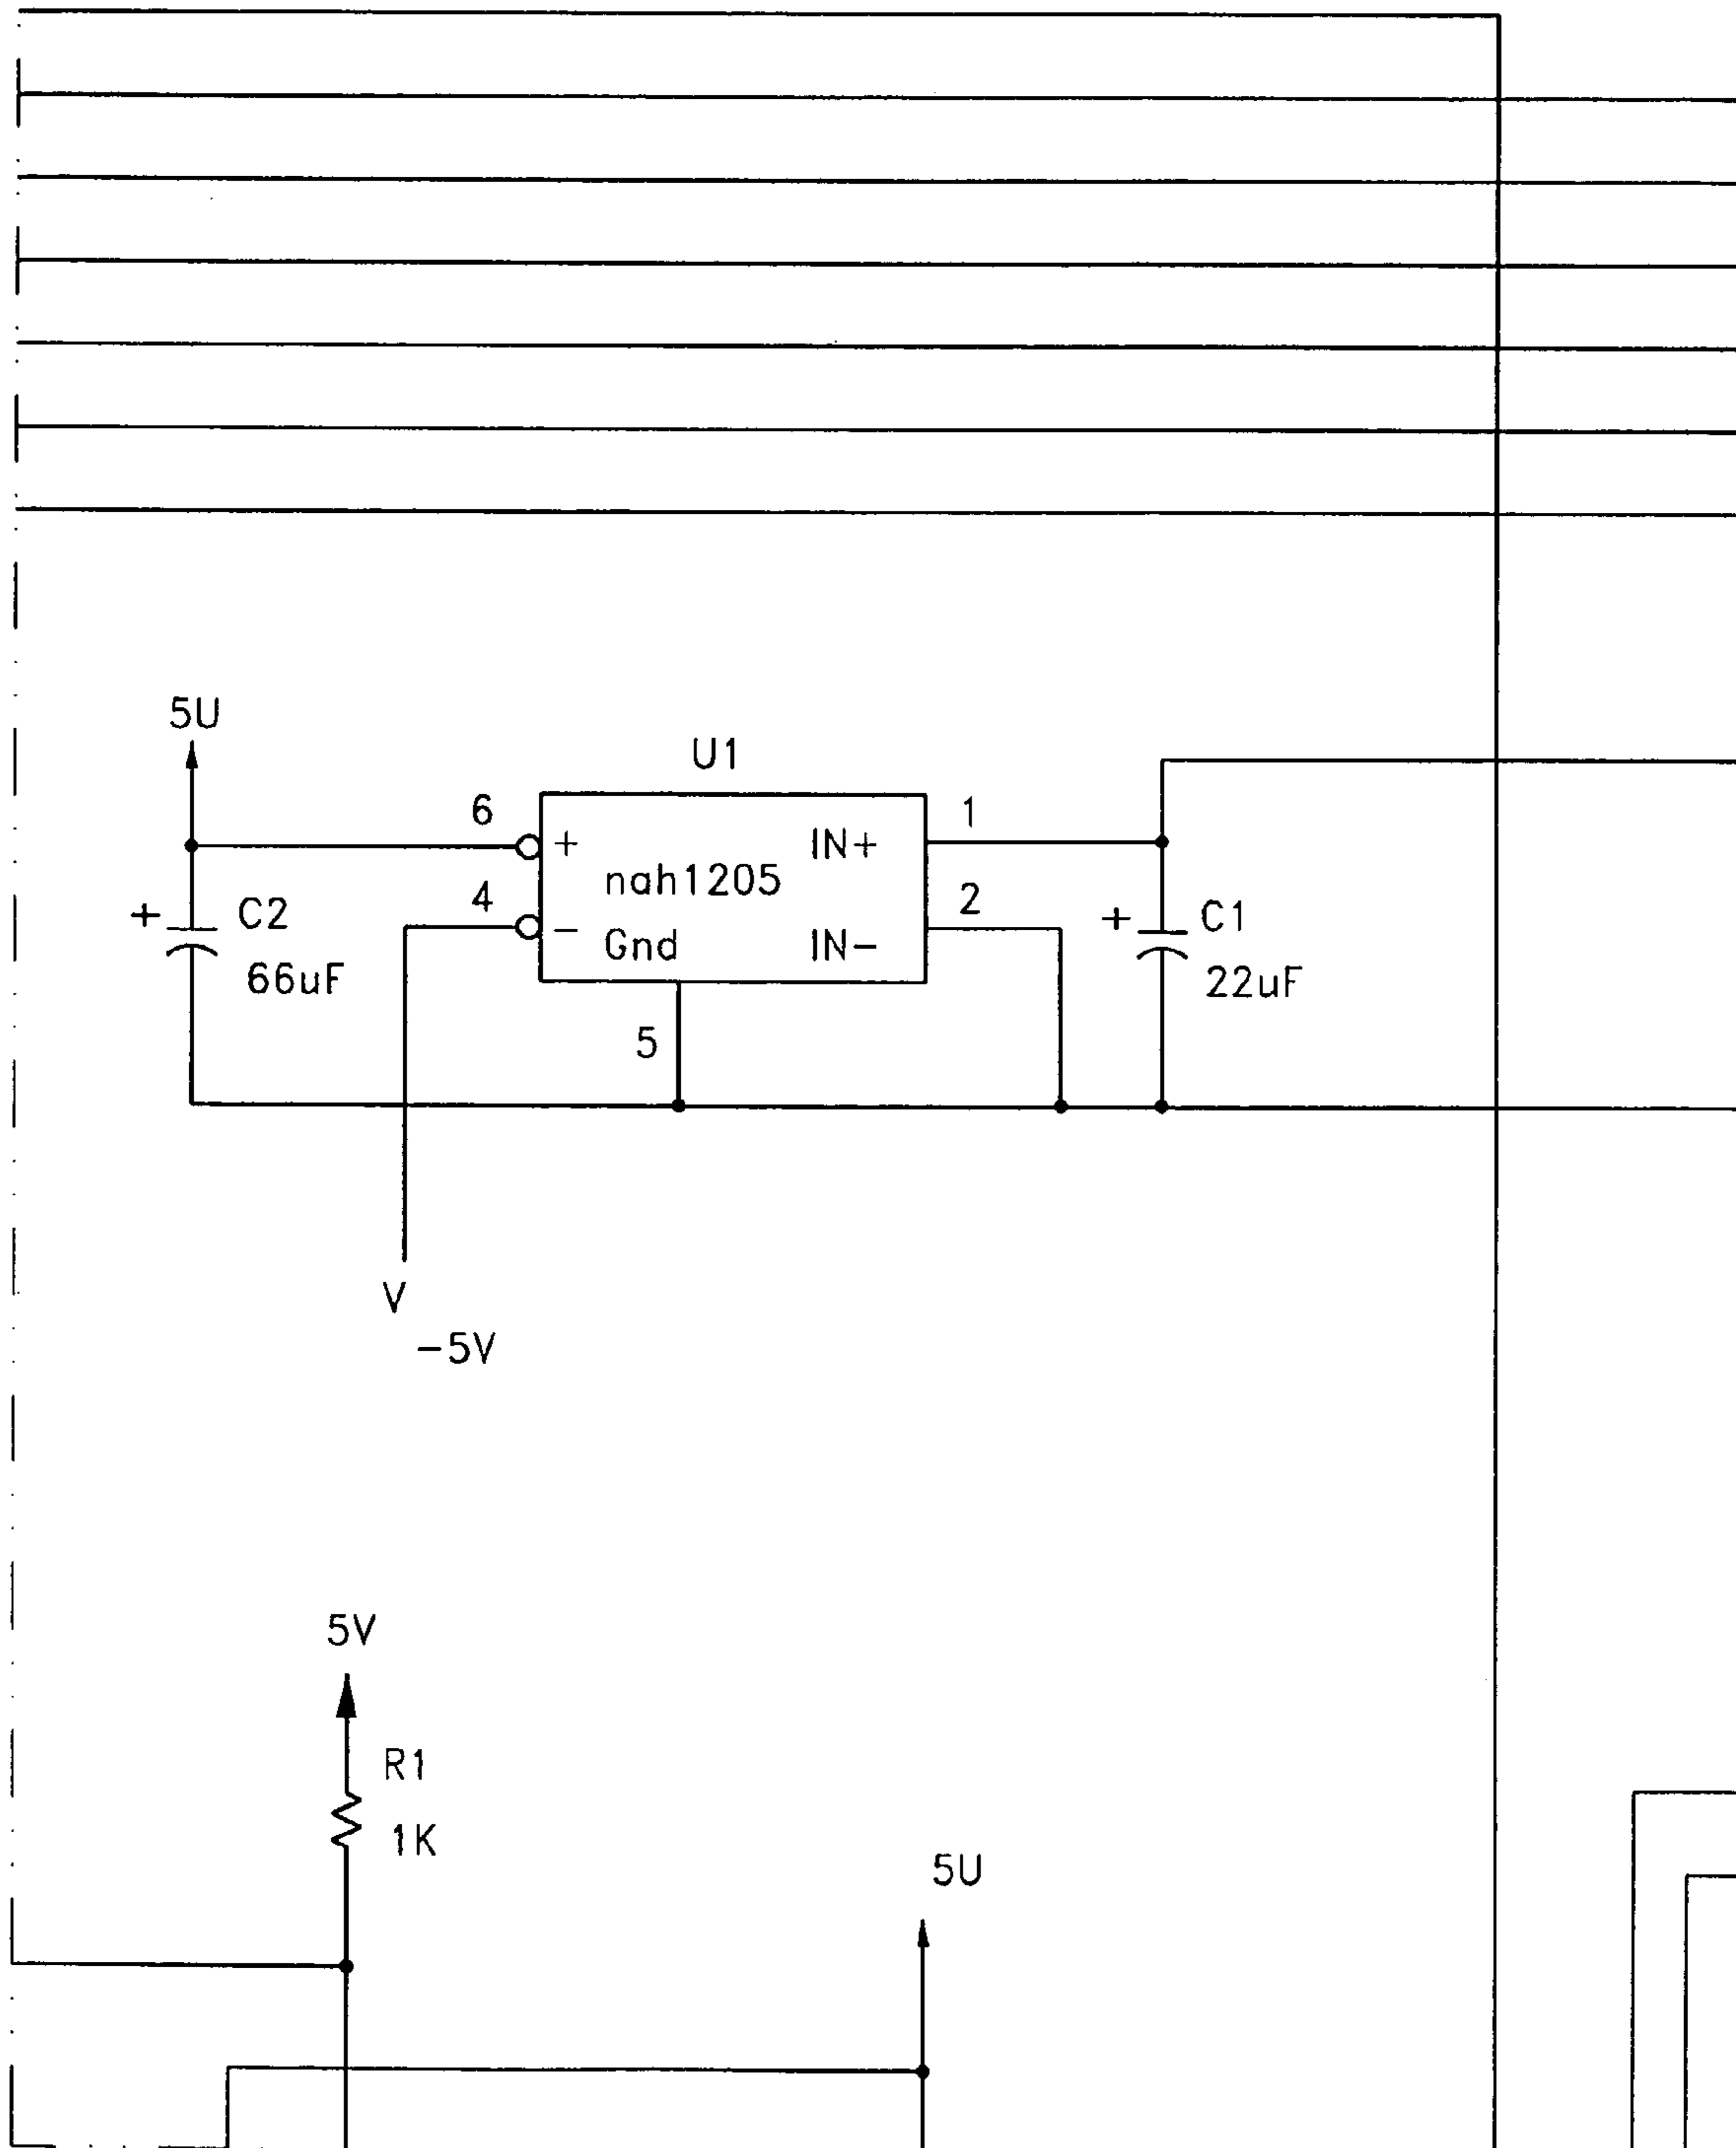 5U
U1
6
1
+
IN+
nah1205
4
2
+
C2
−
Gnd
IN−
+
C1
66uF
22uF
5
V
−5V
5V
R1
1K
5U